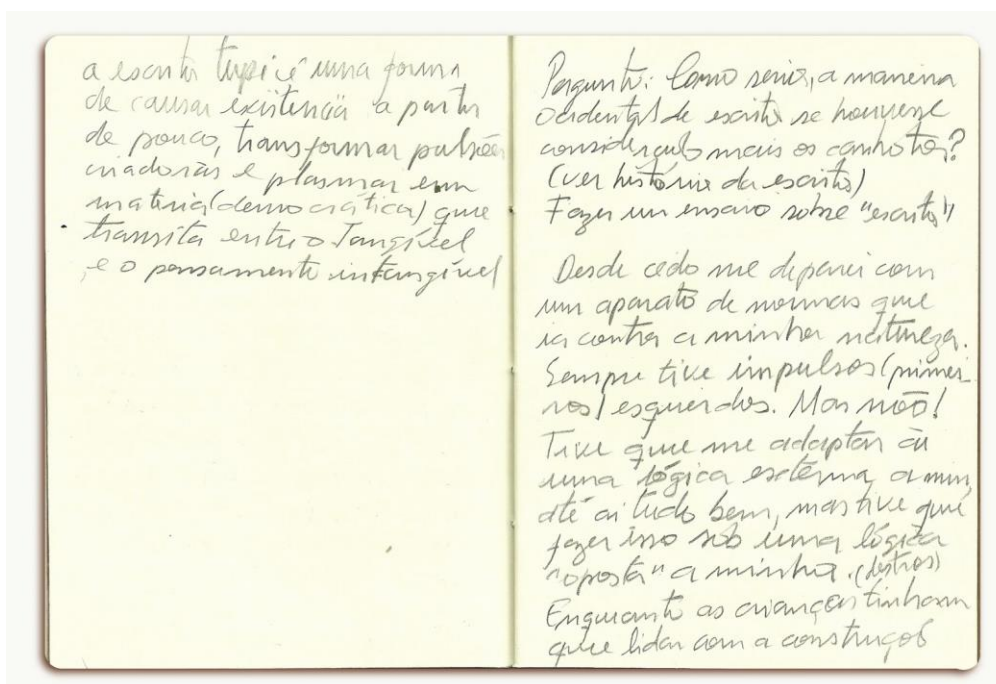 a escrita tupi é uma forma
de causar existência a partir
de pouco, transformar pulsões
criadoras e plasmar em
matéria (democrática) que
transita entre o Tangível
e o pensamento intangível
Pergunto: Como seria, a maneira
ocidental de escrita se houvesse
considerado mais os canhotos?
(ver história da escrita)
Fazer um ensaio sobre "escrita"
Desde cedo me deparei com
um aparato de normas que
ia contra a minha natureza.
Sempre tive impulsos (primei-
ros) esquerdos. Mas não!
Tive que me adaptar à
uma lógica externa a mim,
até aí tudo bem, mas tive que
fazer isso sob uma lógica
"oposta" a minha. (destros)
Enquanto as crianças tinham
que lidar com a